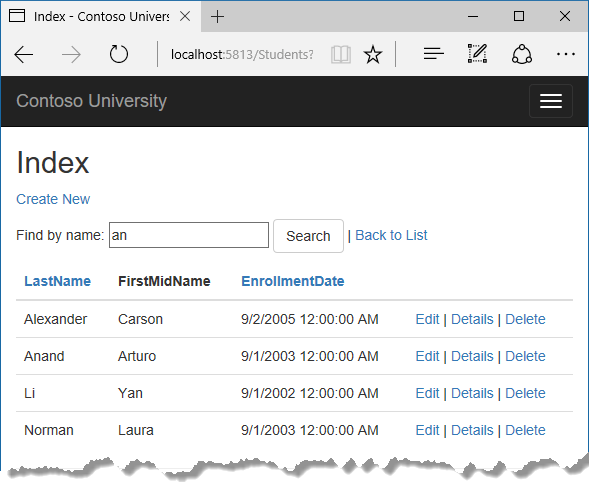 Index - Contoso Univers
localhost:5813/Students?
Contoso University
Index
Create New
Find by name: an Search | Back to List
LastName FirstMidName EnrollmentDate
Alexander Carson 9/2/2005 12:00:00 AM Edit | Details | Delete
Anand Arturo 9/1/2003 12:00:00 AM Edit | Details | Delete
Li Yan 9/1/2002 12:00:00 AM Edit | Details | Delete
Norman Laura 9/1/2003 12:00:00 AM Edit | Details | Delete